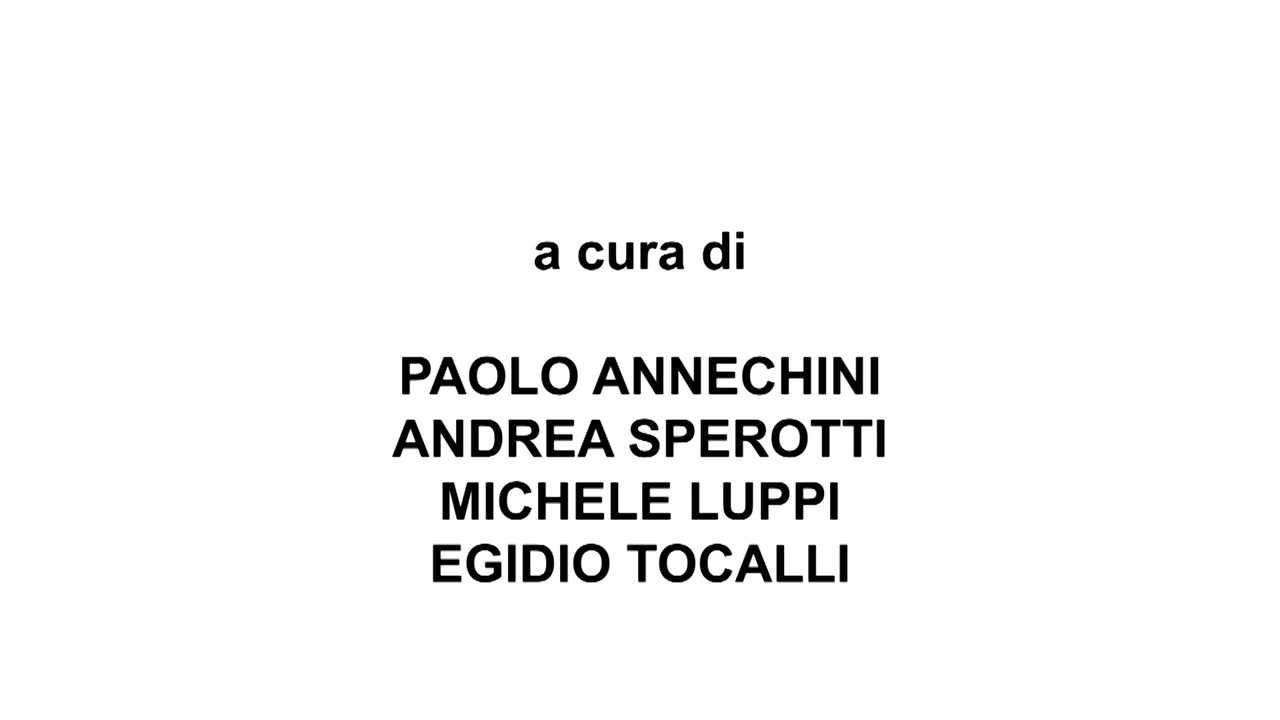 a cura di
PAOLO ANNECHINI
ANDREA SPEROTTI
MICHELE LUPPI
EGIDIO TOCALLI